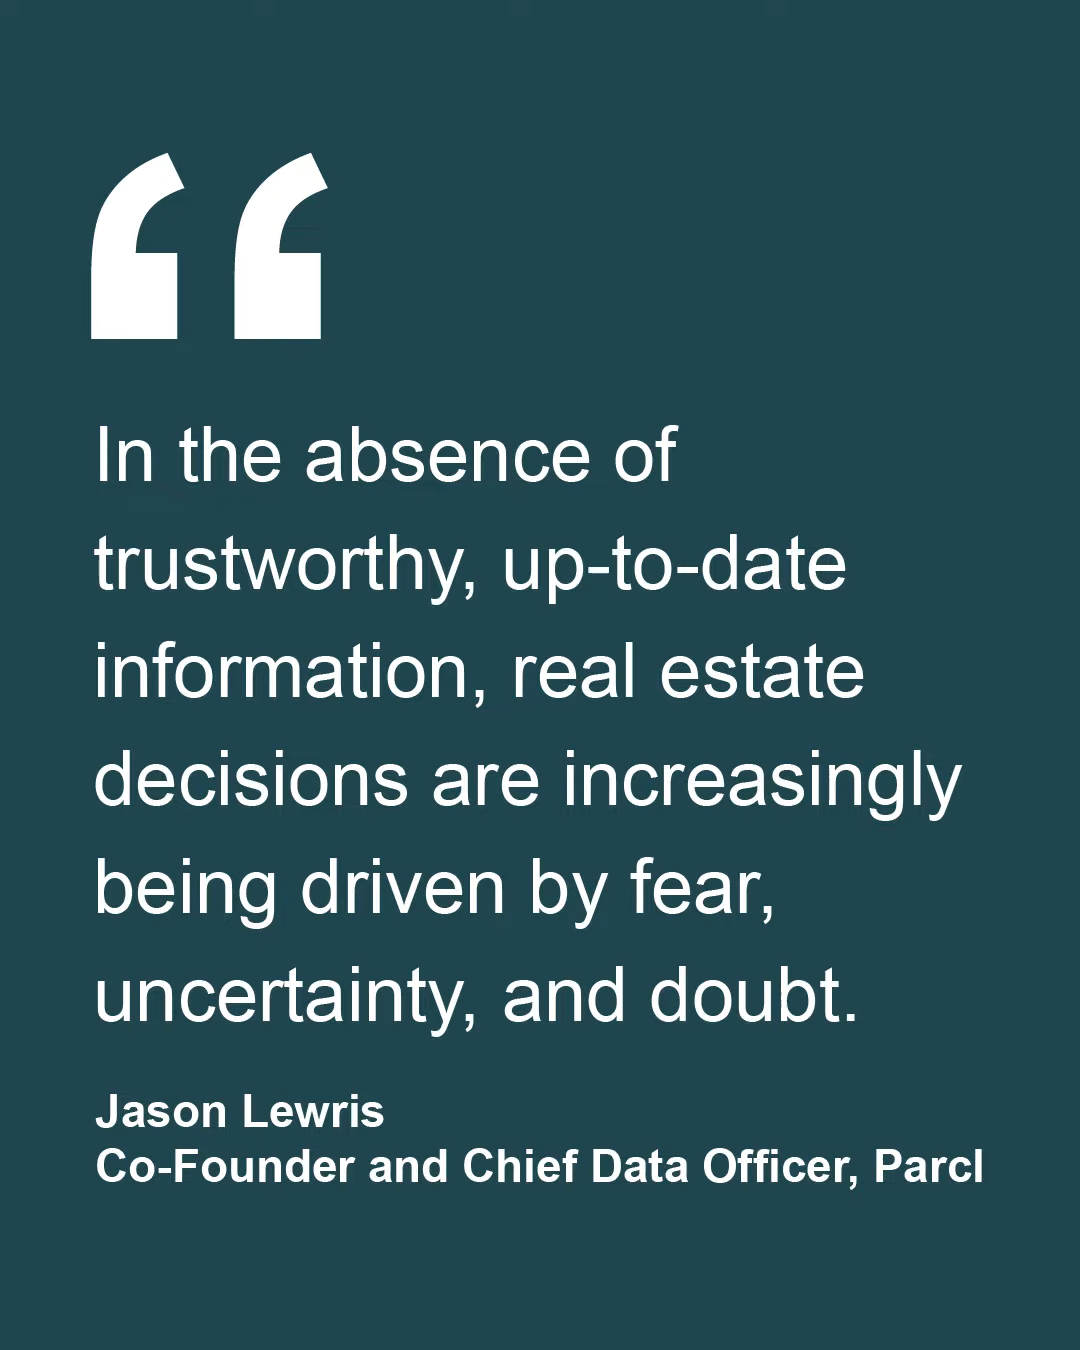 “
In the absence of
trustworthy, up-to-date
information, real estate
decisions are increasingly
being driven by fear,
uncertainty, and doubt.
Jason Lewris
Co-Founder and Chief Data Officer, Parcl